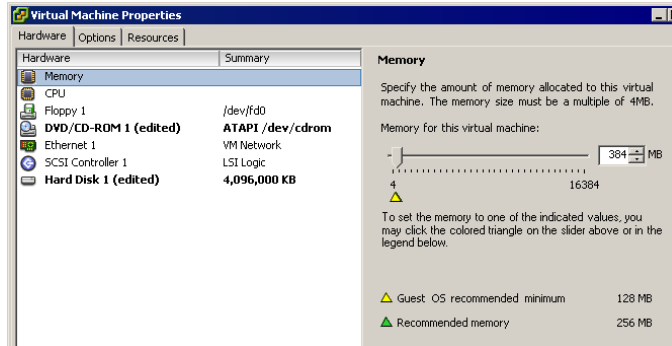 Virtual Machine Properties
Hardware Options Resources
Hardware Summary
Memory
CPU
Floppy 1 /dev/fd0
DVD/CD-ROM 1 (edited) ATAPI /dev/cdrom
Ethernet 1 VM Network
SCSI Controller 1 LSI Logic
Hard Disk 1 (edited) 4,096,000 KB
Memory
Specify the amount of memory allocated to this virtual
machine. The memory size must be a multiple of 4MB.
Memory for this virtual machine:
384 MB
4 16384
To set the memory to one of the indicated values, you
may click the colored triangle on the slider above or in the
legend below.
Guest OS recommended minimum 128 MB
Recommended memory 256 MB